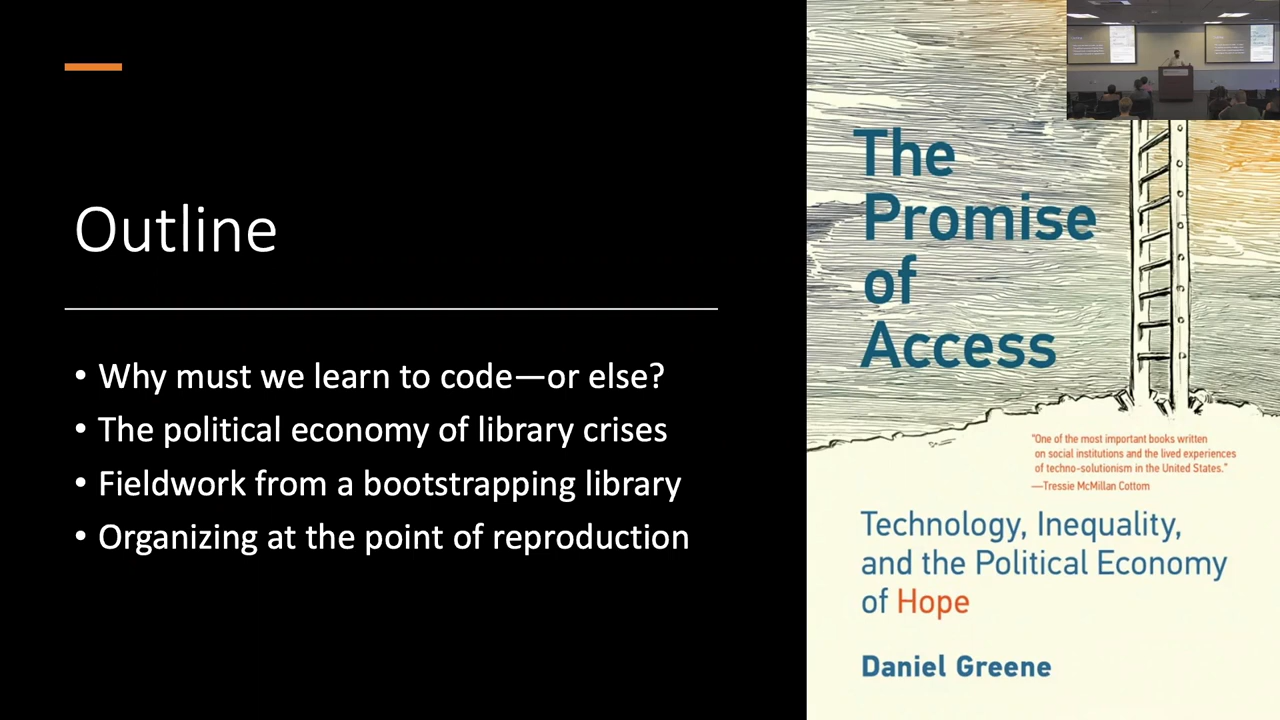 Outline
• Why must we learn to code—or else?
• The political economy of library crises
• Fieldwork from a bootstrapping library
• Organizing at the point of reproduction
The
Promise
of
Access
"One of the most important books written
on social institutions and the lived experiences
of techno-solutionism in the United States."
—Tressie McMillan Cottom
Technology, Inequality,
and the Political Economy
of Hope
Daniel Greene